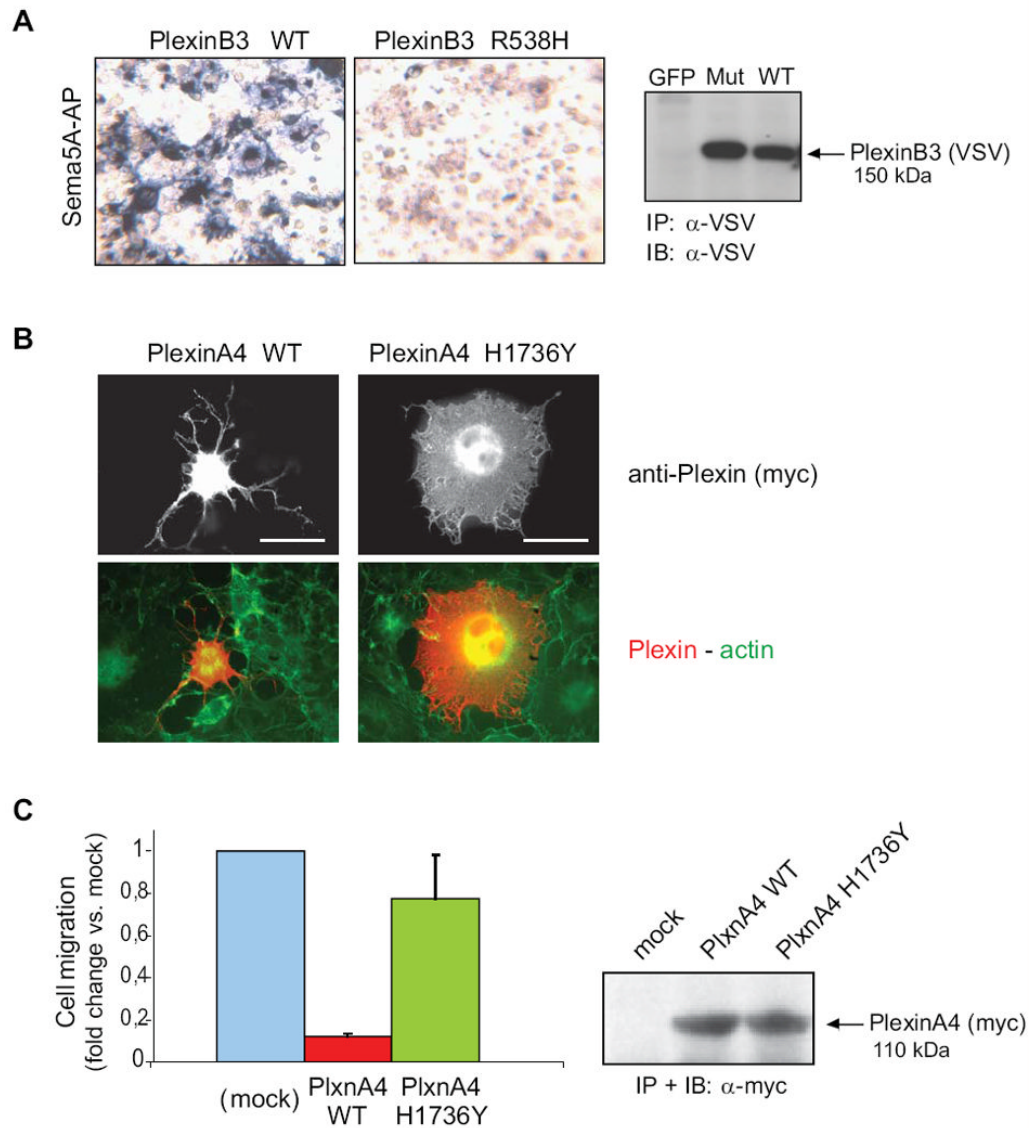 A
PlexinB3 WT
PlexinB3 R538H
Sema5A-AP
GFP Mut WT
PlexinB3 (VSV)
150 kDa
IP: α-VSV
IB: α-VSV
B
PlexinA4 WT
PlexinA4 H1736Y
anti-Plexin (myc)
Plexin - actin
C
Cell migration
(fold change vs. mock)
1
0,8
0,6
0,4
0,2
0
(mock)
PlxnA4
WT
PlxnA4
H1736Y
mock
PlxnA4 WT
PlxnA4 H1736Y
PlexinA4 (myc)
110 kDa
IP + IB: α-myc